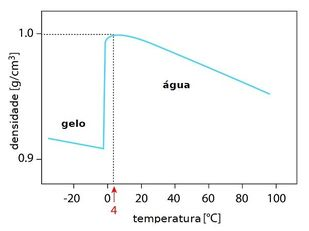 densidade [g/cm³]
1.0
0.9
gelo
água
-20 0 20 40 60 80 100
4
temperatura [°C]